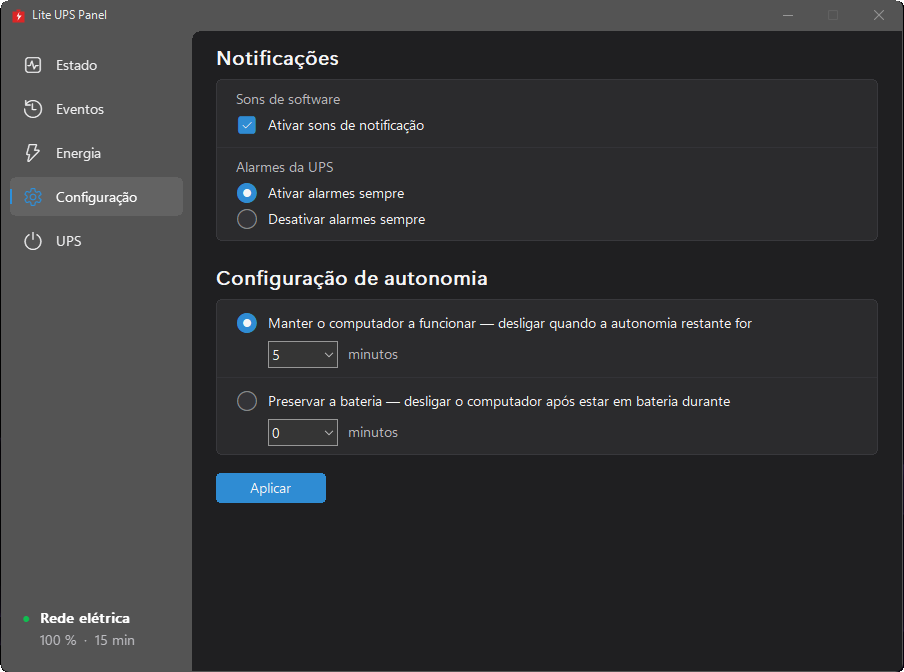 Lite UPS Panel
Estado
Eventos
Energia
Configuração
UPS
Rede elétrica
100 % · 15 min
Notificações
Sons de software
Ativar sons de notificação
Alarmes da UPS
Ativar alarmes sempre
Desativar alarmes sempre
Configuração de autonomia
Manter o computador a funcionar — desligar quando a autonomia restante for
5 minutos
Preservar a bateria — desligar o computador após estar em bateria durante
0 minutos
Aplicar